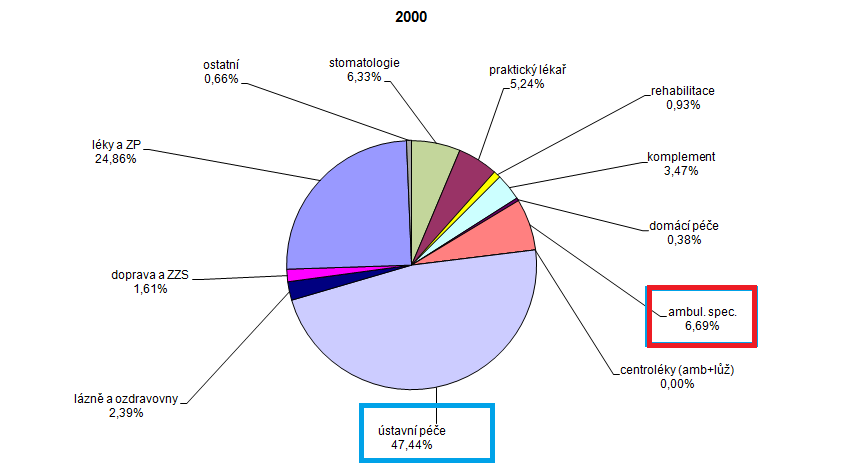 2000
ostatní
0,66%
stomatologie
6,33%
praktický lékař
5,24%
rehabilitace
0,93%
komplement
3,47%
domácí péče
0,38%
ambul. spec.
6,69%
centroléky (amb+lůž)
0,00%
ústavní péče
47,44%
lázně a ozdravovny
2,39%
doprava a ZZS
1,61%
léky a ZP
24,86%